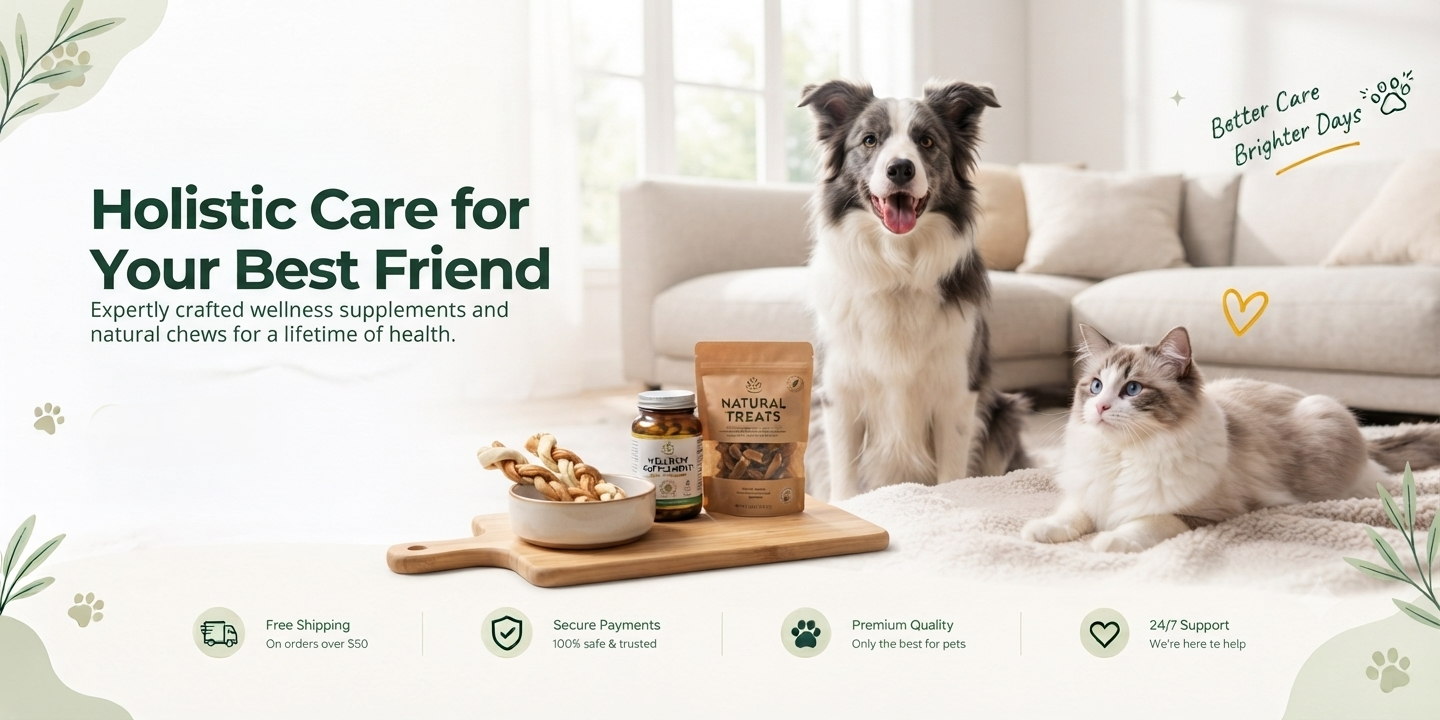 Better Care
Brighter Days
Holistic Care for
Your Best Friend
Expertly crafted wellness supplements and
natural chews for a lifetime of health.
NATURAL
TREATS
Free Shipping
On orders over $50
Secure Payments
100% safe & trusted
Premium Quality
Only the best for pets
24/7 Support
We're here te help